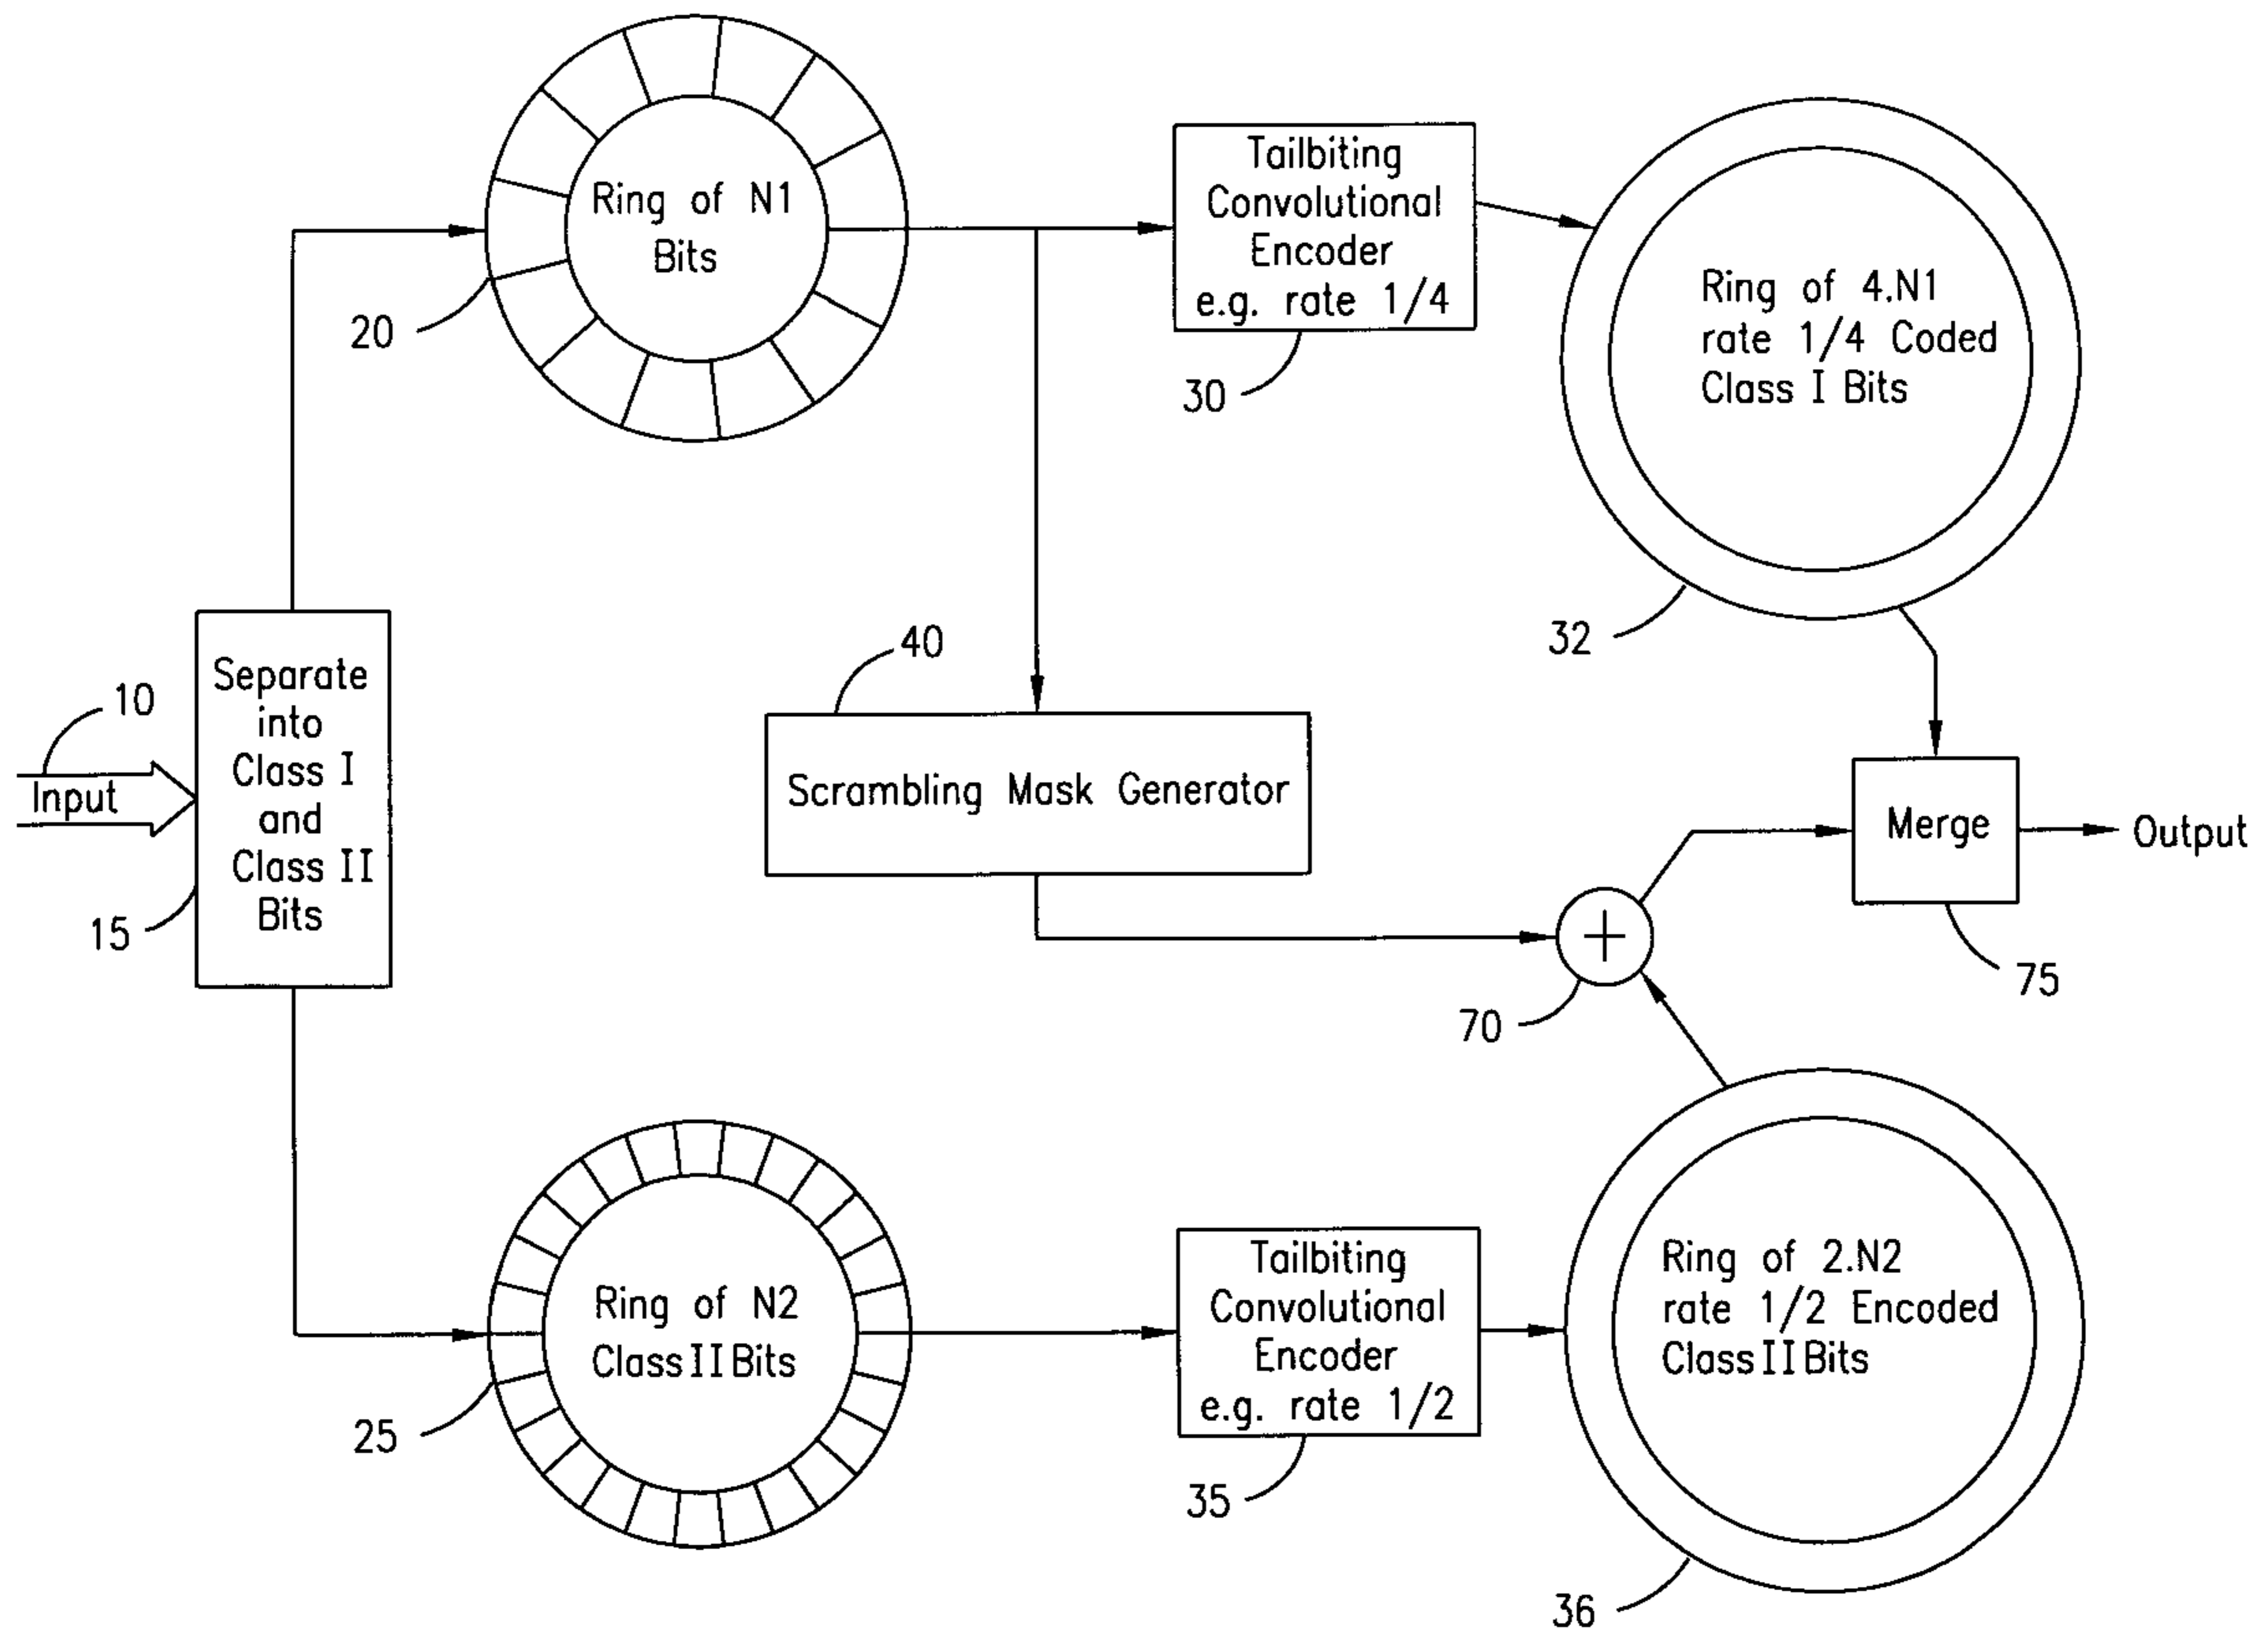 Ring of N1
Bits
20
Tailbiting
Convolutional
Encoder
e.g. rate 1/4
30
Ring of 4.N1
rate 1/4 Coded
Class I Bits
32
10
Input
Separate
into
Class I
and
Class II
Bits
15
40
Scrambling Mask Generator
Merge
Output
75
70
Ring of N2
Class II Bits
25
Tailbiting
Convolutional
Encoder
e.g. rate 1/2
35
Ring of 2.N2
rate 1/2 Encoded
Class II Bits
36